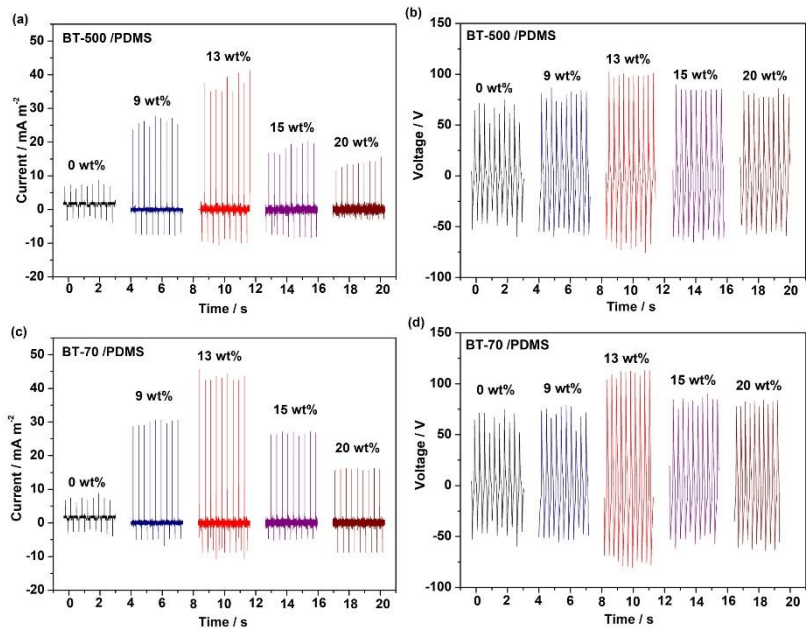 (a)
BT-500 /PDMS
Current / mA m⁻²
50
40
30
20
10
0
-10
-20
0 wt%
9 wt%
13 wt%
15 wt%
20 wt%
0 2 4 6 8 10 12 14 16 18 20
Time / s
(b)
BT-500 /PDMS
Voltage / V
150
100
50
0
-50
-100
0 wt%
9 wt%
13 wt%
15 wt%
20 wt%
0 2 4 6 8 10 12 14 16 18 20
Time / s
(c)
BT-70 /PDMS
Current / mA m⁻²
50
40
30
20
10
0
-10
-20
0 wt%
9 wt%
13 wt%
15 wt%
20 wt%
0 2 4 6 8 10 12 14 16 18 20
Time / s
(d)
BT-70 /PDMS
Voltage / V
150
100
50
0
-50
-100
0 wt%
9 wt%
13 wt%
15 wt%
20 wt%
0 2 4 6 8 10 12 14 16 18 20
Time / s